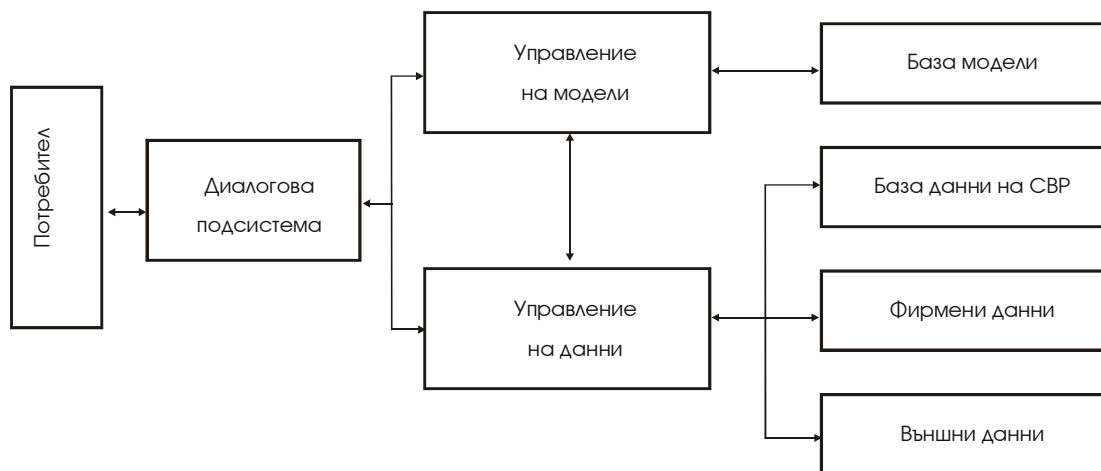 Потребител
Диалогова
подсистема
Управление
на модели
Управление
на данни
База модели
База данни на СВР
Фирмени данни
Външни данни